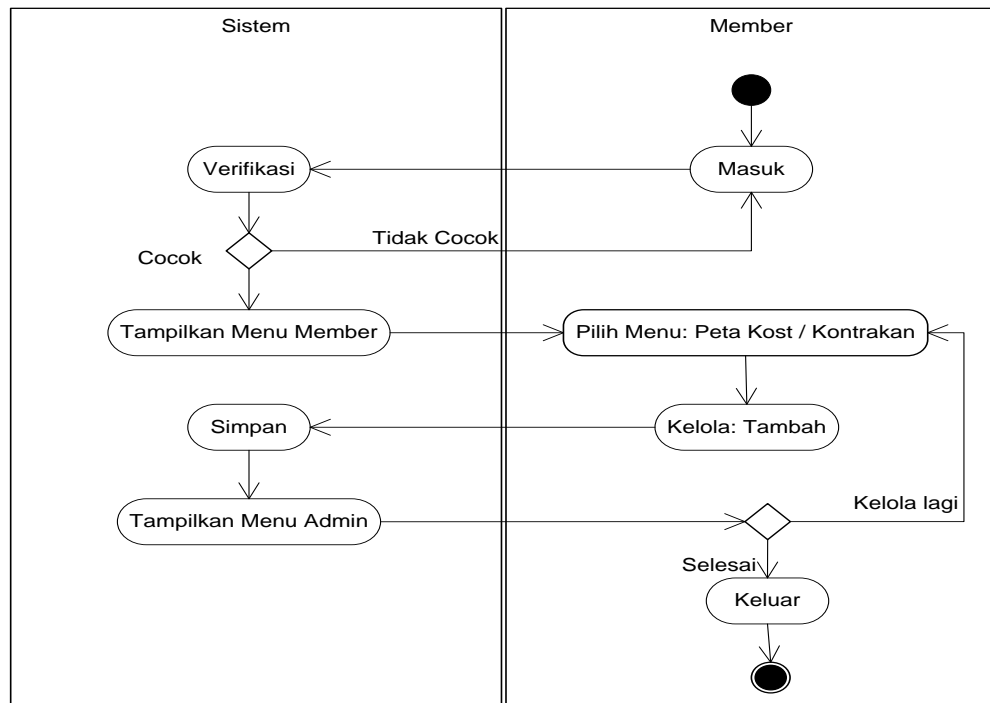 Sistem
Member
Verifikasi
Masuk
Tidak Cocok
Cocok
Tampilkan Menu Member
Pilih Menu: Peta Kost / Kontrakan
Simpan
Kelola: Tambah
Kelola lagi
Tampilkan Menu Admin
Selesai
Keluar